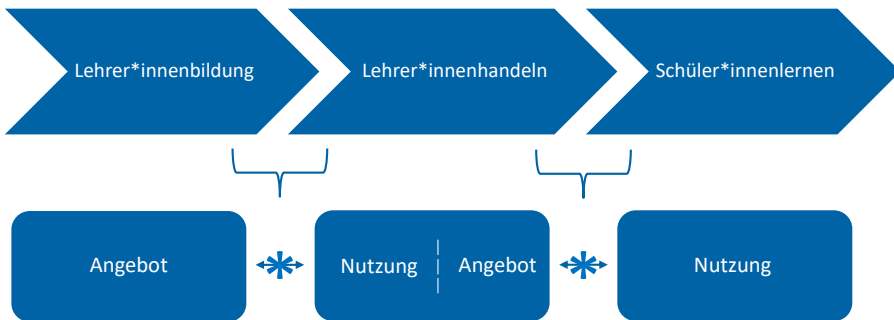 Lehrer*innenbildung
Lehrer*innenhandeln
Schüler*innenlernen
Angebot
Nutzung
Angebot
Nutzung